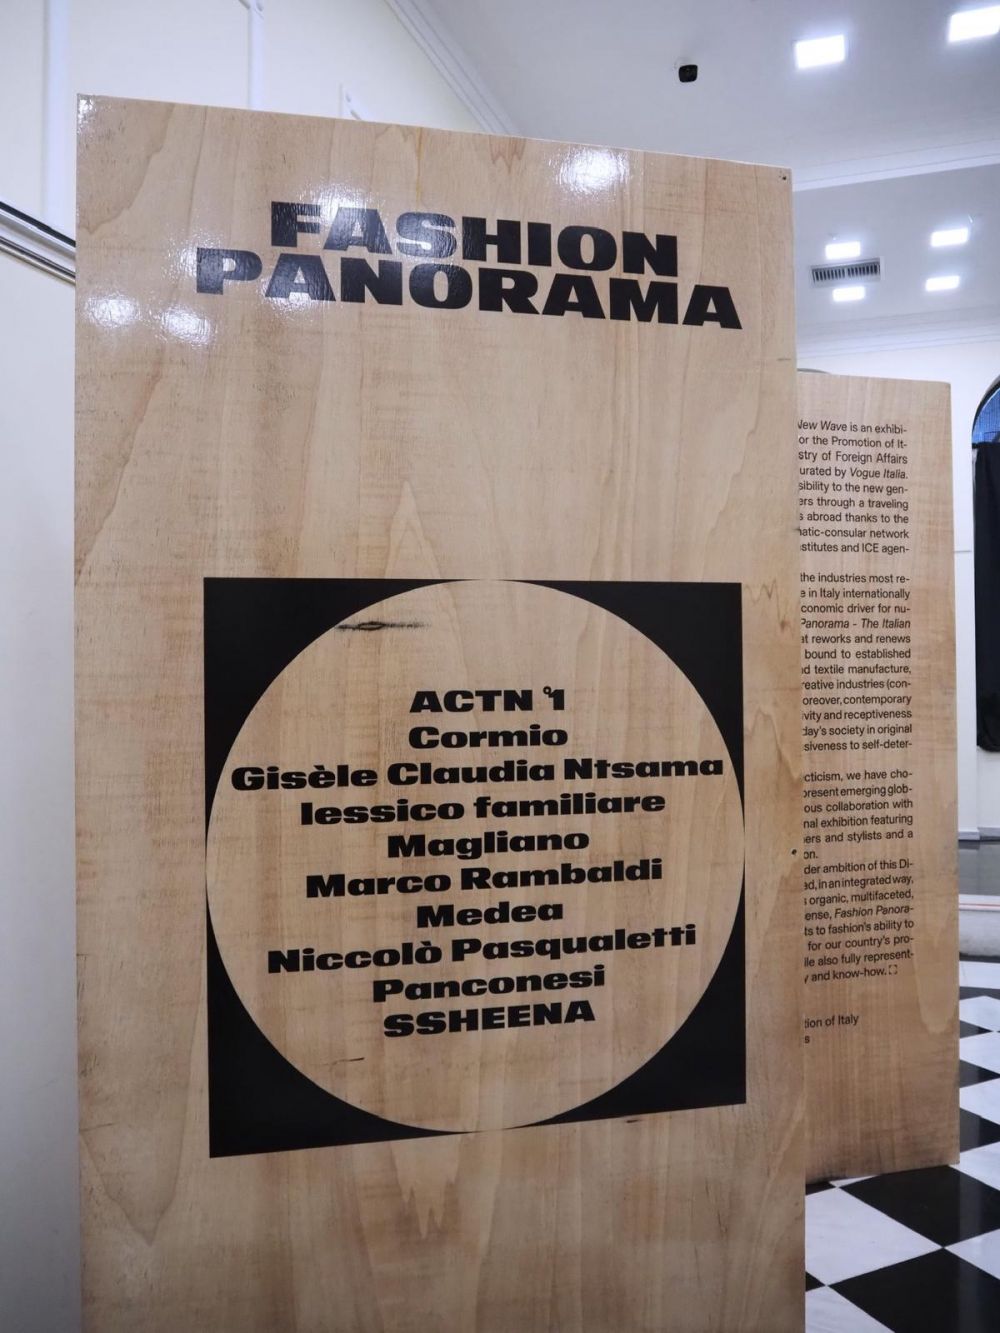 FASHION
PANORAMA
ACTN °1
Cormio
Gisèle Claudia Ntsama
lessico familiare
Magliano
Marco Rambaldi
Medea
Niccolò Pasqualetti
Panconesi
SSHEENA
New Wave is an exhibi-
or the Promotion of It-
stry of Foreign Affairs
urated by Vogue Italia.
sibility to the new gen-
ers through a traveling
s abroad thanks to the
natic-consular network
stitutes and ICE agen-
the industries most re-
e in Italy internationally
conomic driver for nu-
Panorama - The Italian
at reworks and renews
bound to established
d textile manufacture,
reative industries (con-
oreover, contemporary
ivity and receptiveness
day's society in original
siveness to self-deter-
cticism, we have cho-
present emerging glob-
ous collaboration with
nal exhibition featuring
ers and stylists and a
on.
der ambition of this Di-
ed, in an integrated way,
s organic, multifaceted,
ense, Fashion Panora-
ts to fashion's ability to
for our country's pro-
ile also fully represent-
y and know-how.
tion of Italy
s